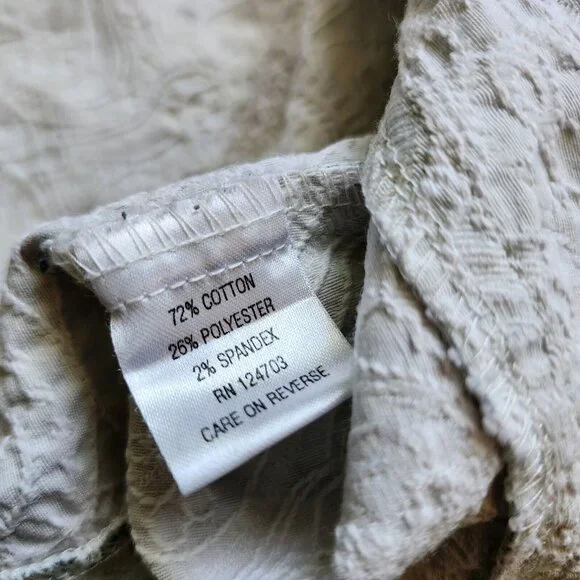 72% COTTON
26% POLYESTER
2% SPANDEX
RN 124703
CARE ON REVERSE